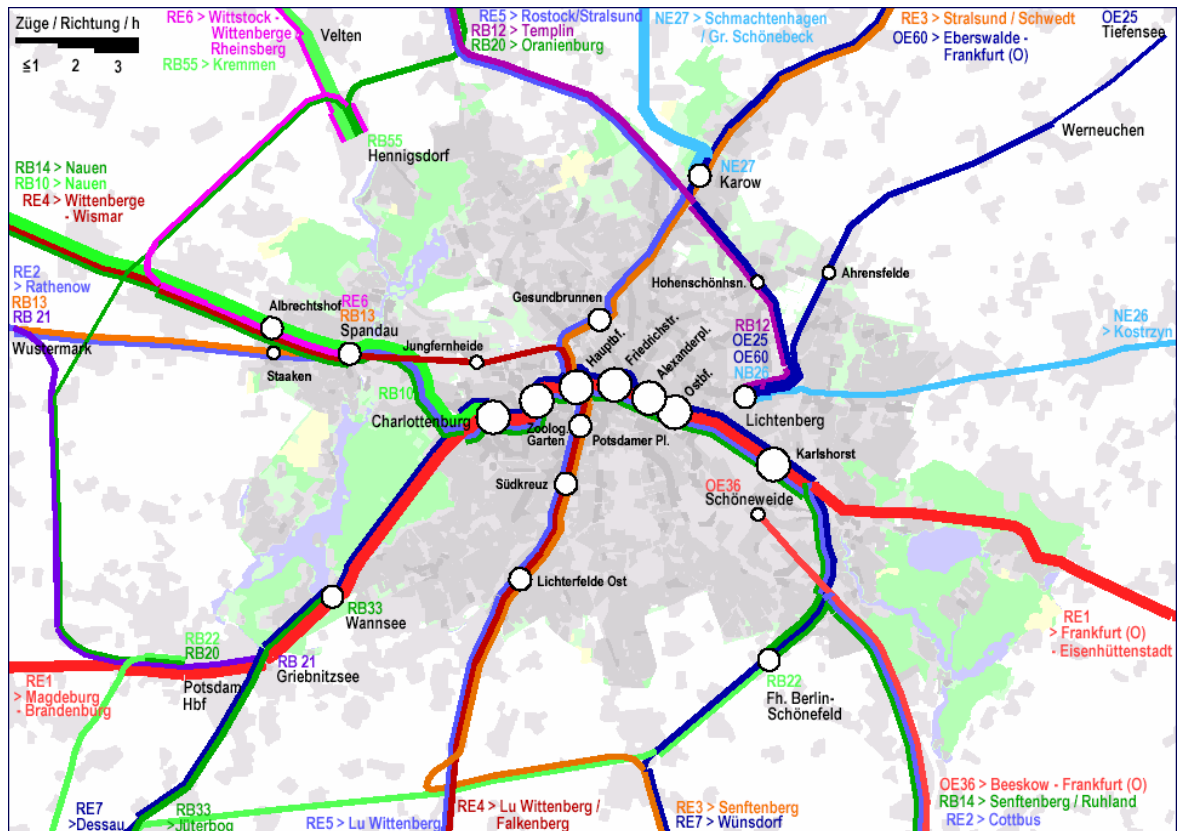 Züge / Richtung / h
≦1 2 3
RE6 > Wittstock -
Wittenberge -
Rheinsberg
RB55 > Kremmen
Velten
RE5 > Rostock/Stralsund
RB12 > Templin
RB20 > Oranienburg
NE27 > Schmachtenhagen
/ Gr. Schönebeck
RE3 > Stralsund / Schwedt
OE60 > Eberswalde -
Frankfurt (O)
OE25
Tiefensee
Werneuchen
RB55
Hennigsdorf
RB14 > Nauen
RB10 > Nauen
RE4 > Wittenberge
- Wismar
NE27
Karow
RE2
> Rathenow
RB13
RB 21
Wustermark
Albrechtshof
RE6
RB13
Spandau
Staaken
Jungfernheide
Gesundbrunnen
Hohenschönhsn.
Ahrensfelde
NE26
> Kostrzyn
Hauptbf.
Friedrichstr.
Alexanderpl.
Ostbf.
RB12
OE25
OE60
NB26
Lichtenberg
RB10
Charlottenburg
Zoolog.
Garten
Potsdamer Pl.
Karlshorst
Südkreuz
OE36
Schöneweide
Lichterfelde Ost
RB33
Wannsee
RE1
> Frankfurt (O)
- Eisenhüttenstadt
RB22
RB20
Potsdam
Hbf
RB 21
Griebnitzsee
RE1
> Magdeburg
- Brandenburg
RB22
Fh. Berlin-
Schönefeld
RE7
>Dessau
RB33
>Jüterbog
RE5 > Lu Wittenberg
RE4 > Lu Wittenberg /
Falkenberg
RE3 > Senftenberg
RE7 > Wünsdorf
OE36 > Beeskow - Frankfurt (O)
RB14 > Senftenberg / Ruhland
RE2 > Cottbus